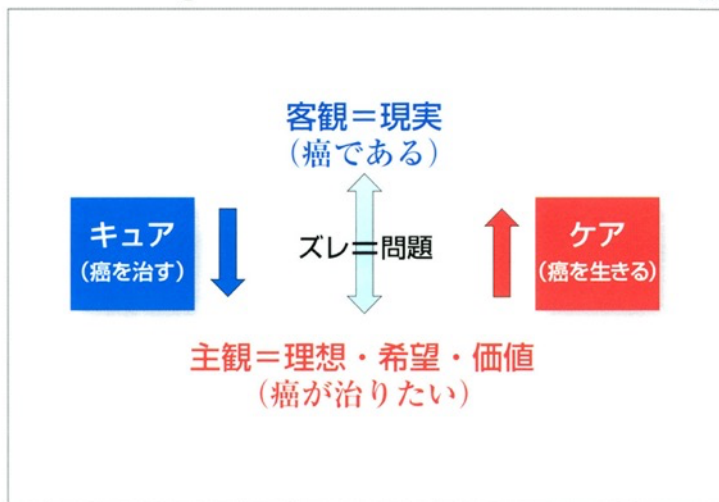 客観＝現実
(癌である)
キュア
(癌を治す)
ズレ＝問題
ケア
(癌を生きる)
主観＝理想・希望・価値
(癌が治りたい)